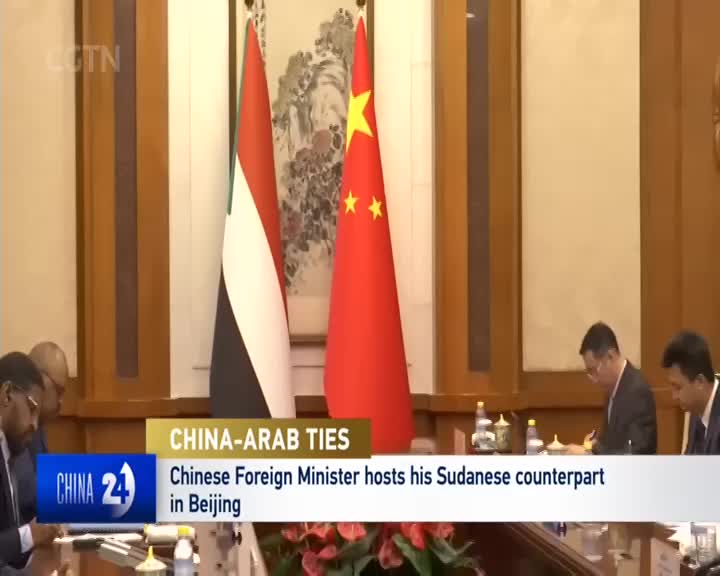 CGTN
CHINA-ARAB TIES
CHINA 24
Chinese Foreign Minister hosts his Sudanese counterpart
in Beijing